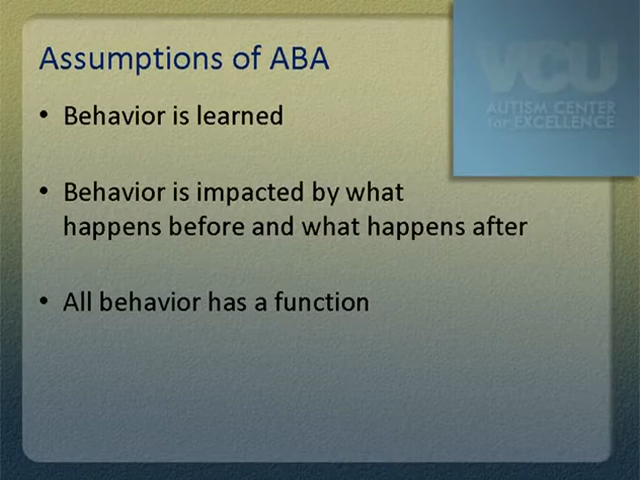 Assumptions of ABA
VCU
AUTISM CENTER
for EXCELLENCE
• Behavior is learned
• Behavior is impacted by what
happens before and what happens after
• All behavior has a function